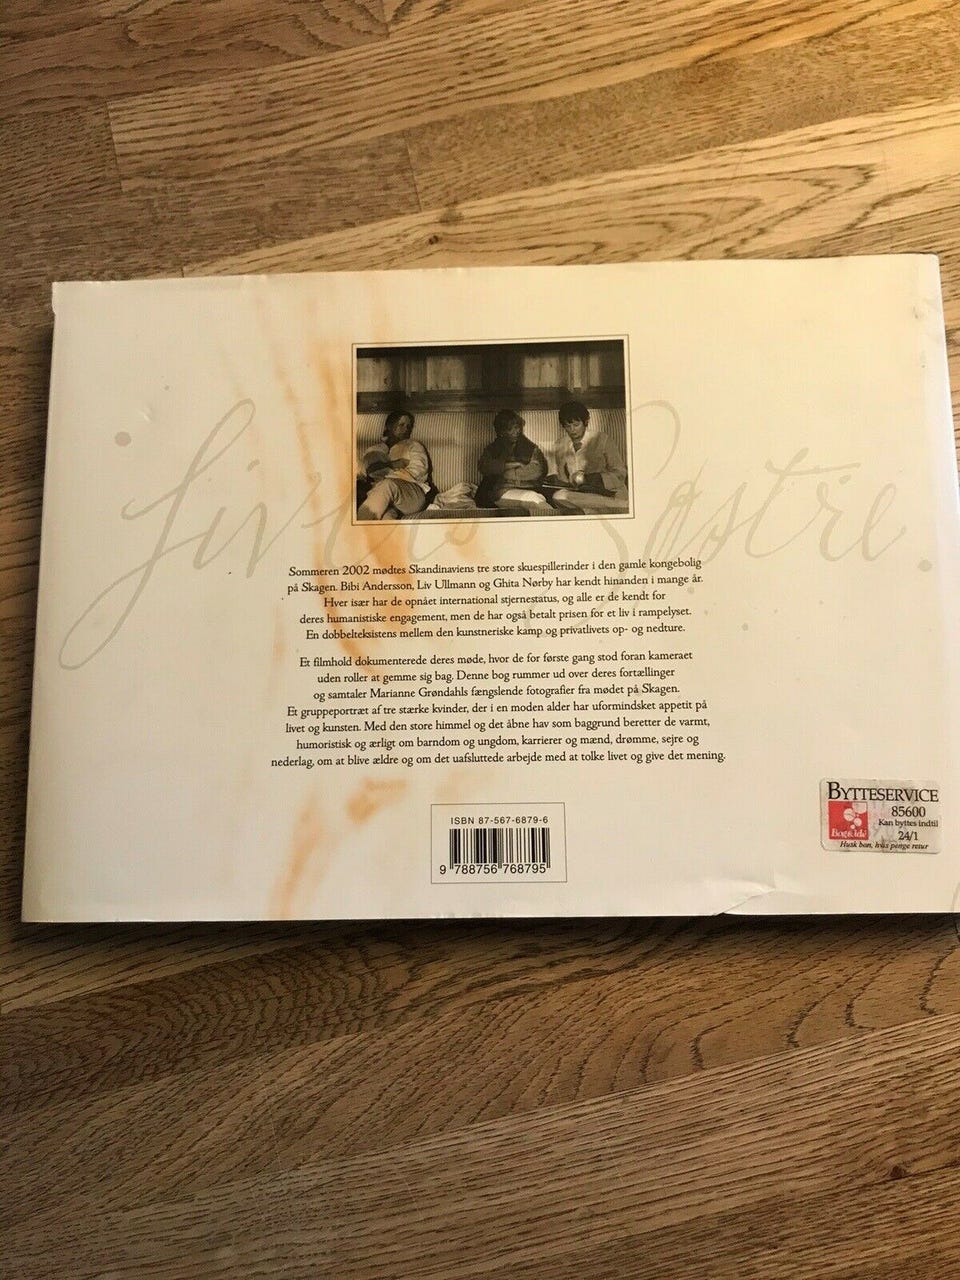 Livets Søstre.
Sommeren 2002 mødtes Skandinaviens tre store skuespillerinder i den gamle kongebolig
på Skagen. Bibi Andersson, Liv Ullmann og Ghita Nørby har kendt hinanden i mange år.
Hver især har de opnået international stjernestatus, og alle er de kendt for
deres humanistiske engagement, men de har også betalt prisen for et liv i rampelyset.
En dobbelteksistens mellem den kunstneriske kamp og privatlivets op- og nedture.
Et filmhold dokumenterede deres møde, hvor de for første gang stod foran kameraet
uden roller at gemme sig bag. Denne bog rummer ud over deres fortællinger
og samtaler Marianne Grøndahls fængslende fotografier fra mødet på Skagen.
Et gruppeportræt af tre stærke kvinder, der i en moden alder har uformindsket appetit på
livet og kunsten. Med den store himmel og det åbne hav som baggrund beretter de varmt,
humoristisk og ærligt om barndom og ungdom, karrierer og mænd, drømme, sejre og
nederlag, om at blive ældre og om det uafsluttede arbejde med at tolke livet og give det mening.
ISBN 87-567-6879-6
9 788756 768795
BYTTESERVICE
85600
Kan byttes indtil
24/1
Bog&idé
Husk bon, hvis penge retur